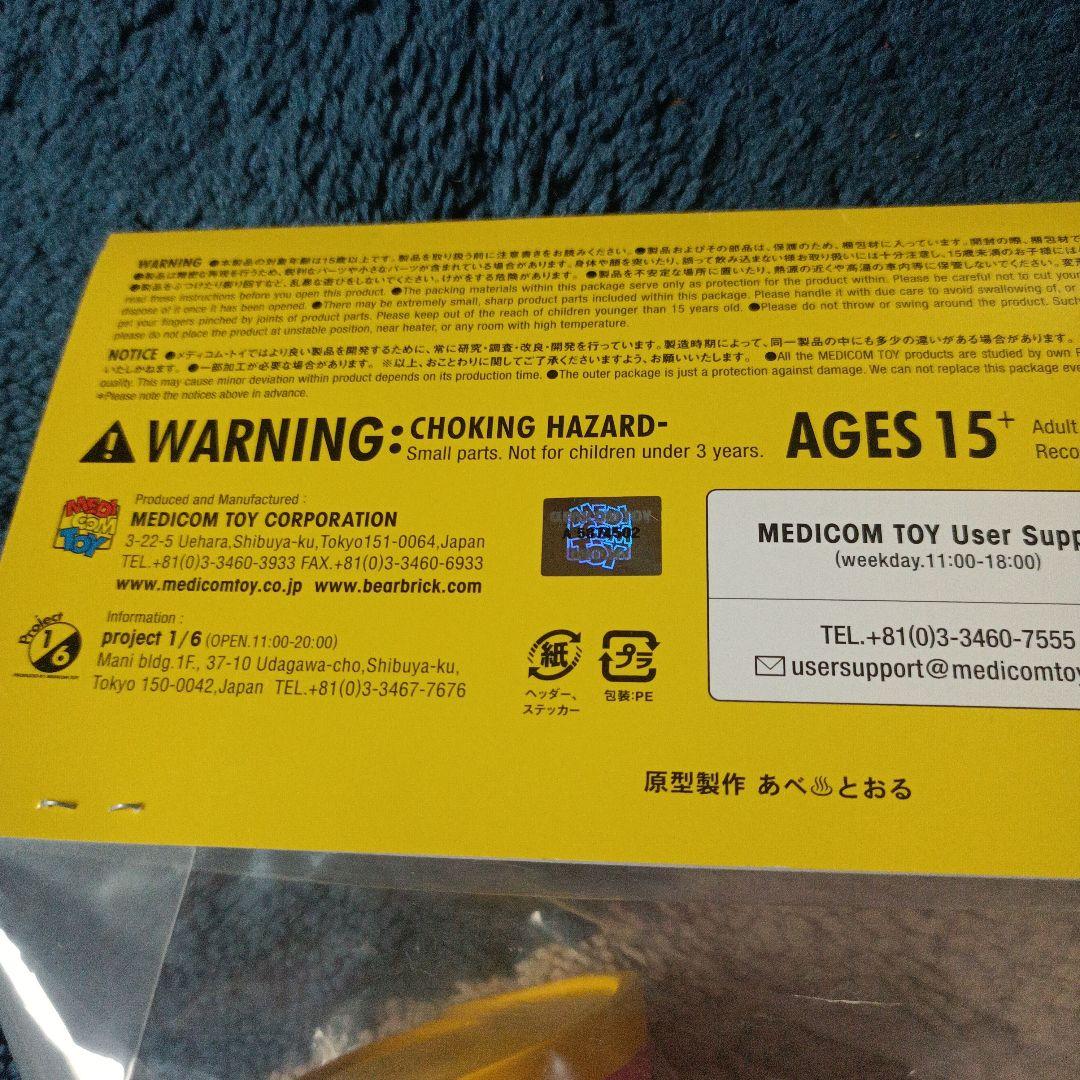 WARNING ●本製品の対象年齢は15歳以上です。製品を取り扱う前に注意書きをお読みください。●製品およびその部品は、保護のため、梱包材に入っています。開封の際、梱包材で
●製品は精密な再現を行うため、鋭利なパーツや小さなパーツが含まれている場合があります。身体や顔を突いたり、誤って飲み込まない様お取り扱いには十分注意し、15歳未満のお子様には
●製品をぶつけたり振り回すなど、乱暴な遊びをしないでください。けがをする危険があります。 ●製品を不安定な場所に置いたり、熱源の近くや高温の車内等に保管しないでください。変
read these instructions before you open this product. ●The packing materials within this package serve only as protection for the product within. Please be careful not to cut your
dispose of it once it has been opened. ●There may be extremely small, sharp product parts included within this package. Please handle it with due care to avoid swallowing of, or
get your fingers pinched by joints of product parts. Please keep out of the reach of children younger than 15 years old. ●Please do not throw or swing around the product. Such
please do not place the product at unstable position, near heater, or any room with high temperature.
NOTICE ●メディコム・トイではより良い製品を開発するために、常に研究・調査・改良・開発を行っています。製造時期によって、同一製品の中にも多少の違いがある場合があります。
いたしかねます。 ●一部加工が必要な場合があります。 ※以上、おことわりに関してご了承くださいますよう、お願いいたします。 ●All the MEDICOM TOY products are studied by own
quality. This may cause minor deviation within product depends on its production time. ●The outer package is just a protection against damage. We can not replace this package
*Please note the notices above in advance.
WARNING: CHOKING HAZARD-
Small parts. Not for children under 3 years.
AGES 15+
Adult
MEDI COM TOY
Produced and Manufactured :
MEDICOM TOY CORPORATION
3-22-5 Uehara,Shibuya-ku,Tokyo151-0064,Japan
TEL.+81(0)3-3460-3933 FAX.+81(0)3-3460-6933
www.medicomtoy.co.jp www.bearbrick.com
Project 1/6
Information :
project 1/6 (OPEN.11:00-20:00)
Mani bldg.1F., 37-10 Udagawa-cho,Shibuya-ku,
Tokyo 150-0042,Japan TEL.+81(0)3-3467-7676
紙
ヘッダー、
ステッカー
プラ
包装:PE
MEDICOM TOY User
(weekday.11:00-18:00)
TEL.+81(0)3-3460-7555
原型製作 あべ♨とおる